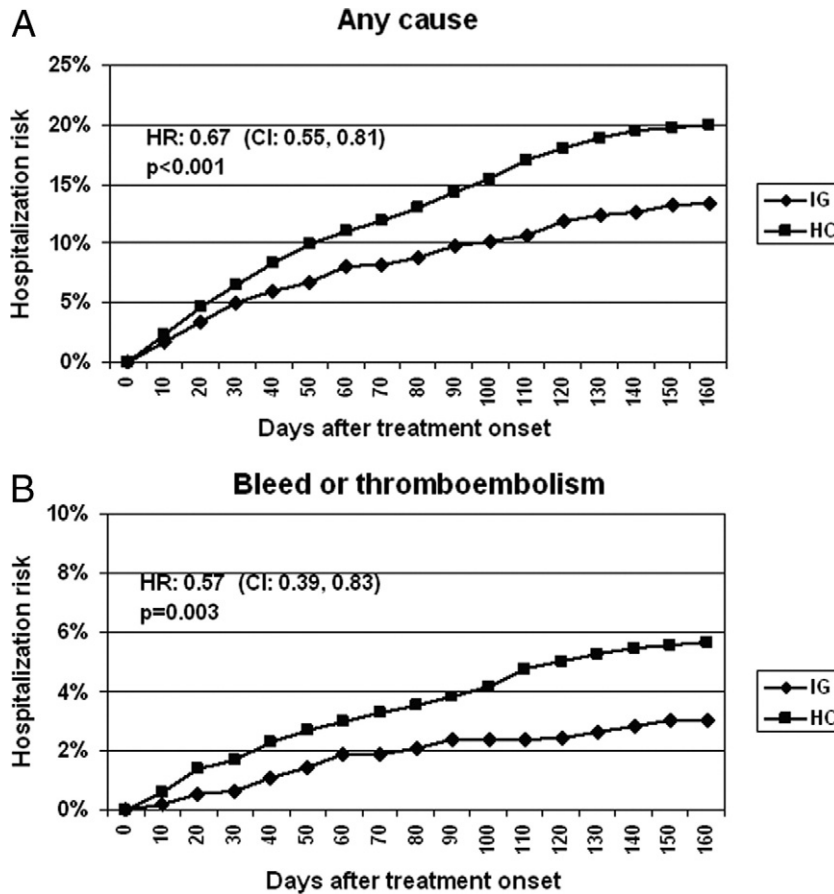 A
Any cause
25%
20%
15%
10%
5%
0%
Hospitalization risk
HR: 0.67 (CI: 0.55, 0.81)
p<0.001
IG
HC
0 10 20 30 40 50 60 70 80 90 100 110 120 130 140 150 160
Days after treatment onset
B
Bleed or thromboembolism
10%
8%
6%
4%
2%
0%
Hospitalization risk
HR: 0.57 (CI: 0.39, 0.83)
p=0.003
IG
HC
0 10 20 30 40 50 60 70 80 90 100 110 120 130 140 150 160
Days after treatment onset